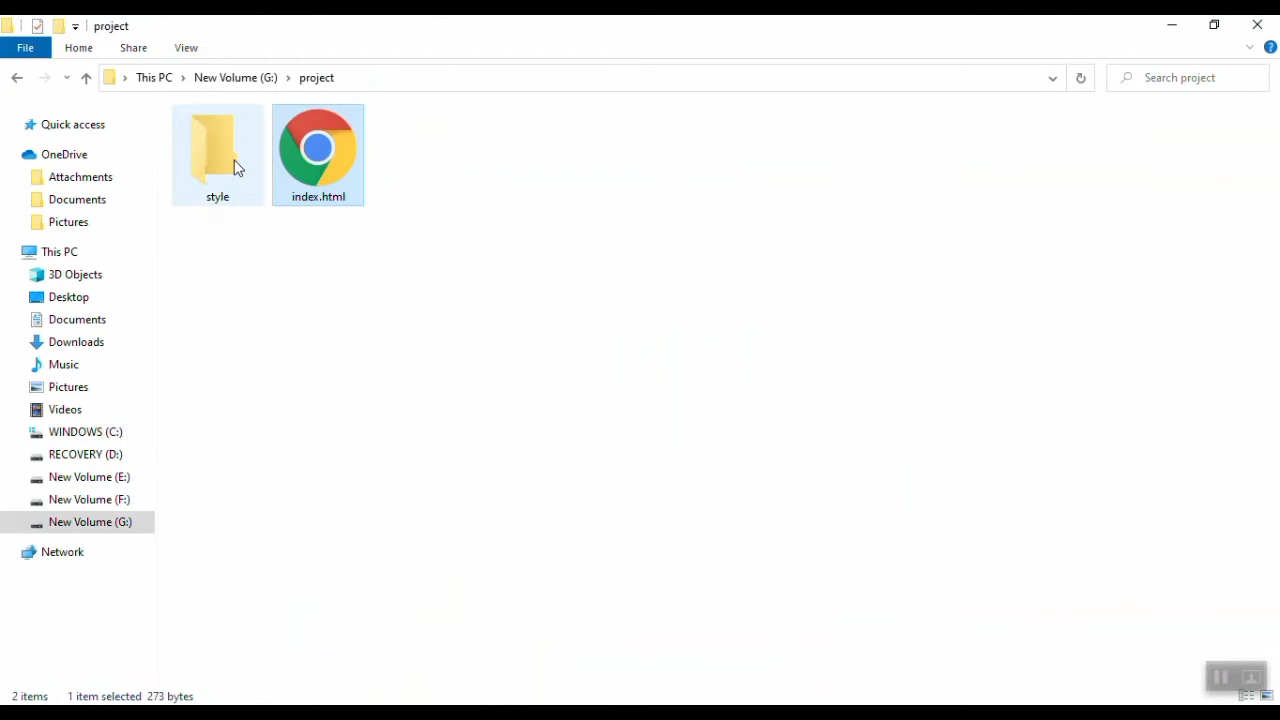 project
File Home Share View
This PC New Volume (G:) project
Search project
Quick access
OneDrive
Attachments
Documents
Pictures
This PC
3D Objects
Desktop
Documents
Downloads
Music
Pictures
Videos
WINDOWS (C:)
RECOVERY (D:)
New Volume (E:)
New Volume (F:)
New Volume (G:)
Network
style index.html
2 items 1 item selected 273 bytes